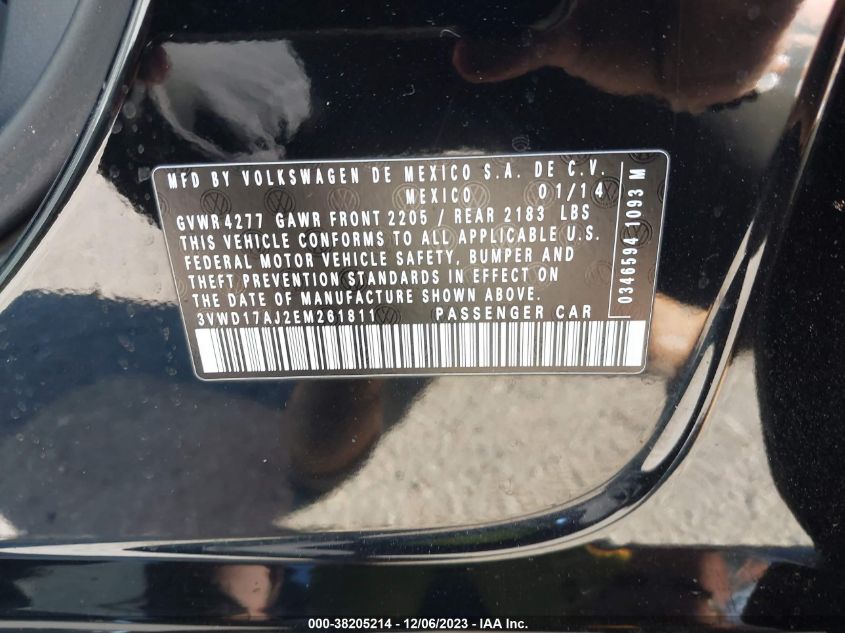 MFD BY VOLKSWAGEN DE MEXICO S.A. DE C.V.
MEXICO 01/14
GVWR 4277 GAWR FRONT 2205 / REAR 2183 LBS
THIS VEHICLE CONFORMS TO ALL APPLICABLE U.S.
FEDERAL MOTOR VEHICLE SAFETY, BUMPER AND
THEFT PREVENTION STANDARDS IN EFFECT ON
THE DATE OF MANUFACTURE SHOWN ABOVE.
3VWD17AJ2EM261811 PASSENGER CAR
0346594 1093 M
000-38205214 - 12/06/2023 - IAA Inc.